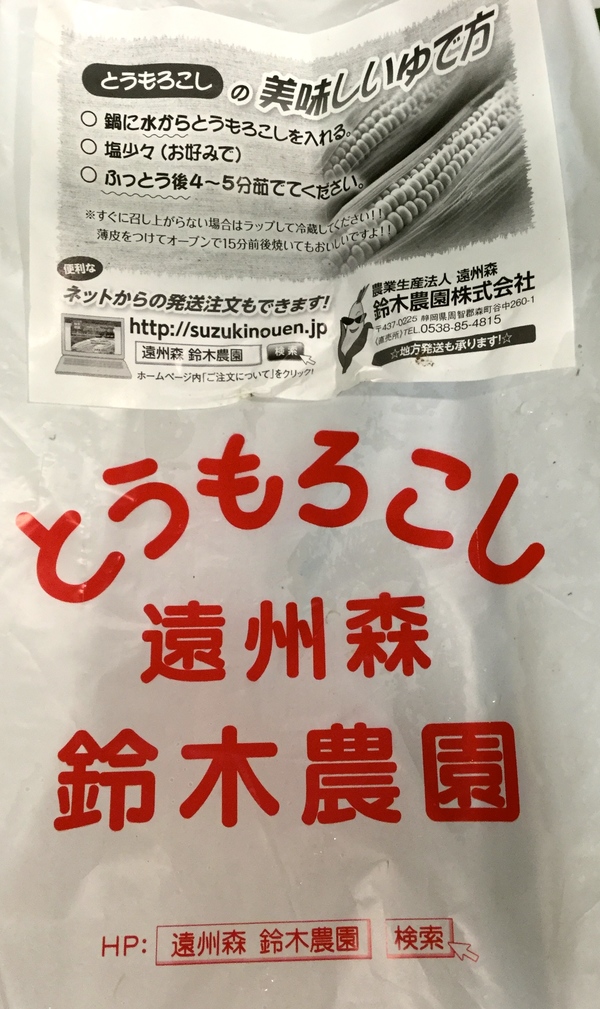 とうもろこし の 美味しいゆで方
○ 鍋に水からとうもろこしを入れる。
○ 塩少々（お好みで）
○ ふっとう後4〜5分茹でてください。
※すぐに召し上がらない場合はラップして冷蔵してください！！
薄皮をつけてオーブンで15分前後焼いてもおいしいですよ！！
便利な
ネットからの発送注文もできます！
http://suzukinouen.jp
遠州森 鈴木農園 検索
ホームページ内「ご注文について」をクリック！
農業生産法人 遠州森
鈴木農園株式会社
〒437-0225 静岡県周智郡森町谷中260-1
（直売所）TEL.0538-85-4815
☆地方発送も承ります！☆
とうもろこし
遠州森
鈴木農園
HP: 遠州森 鈴木農園 検索